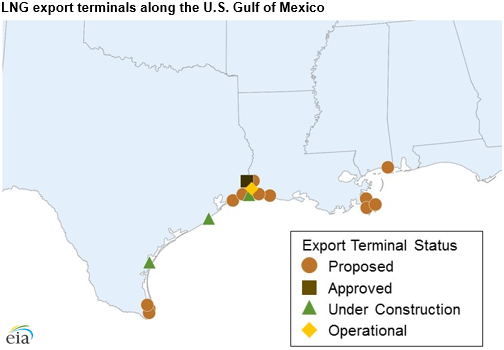 LNG export terminals along the U.S. Gulf of Mexico
Export Terminal Status
Proposed
Approved
Under Construction
Operational
eia